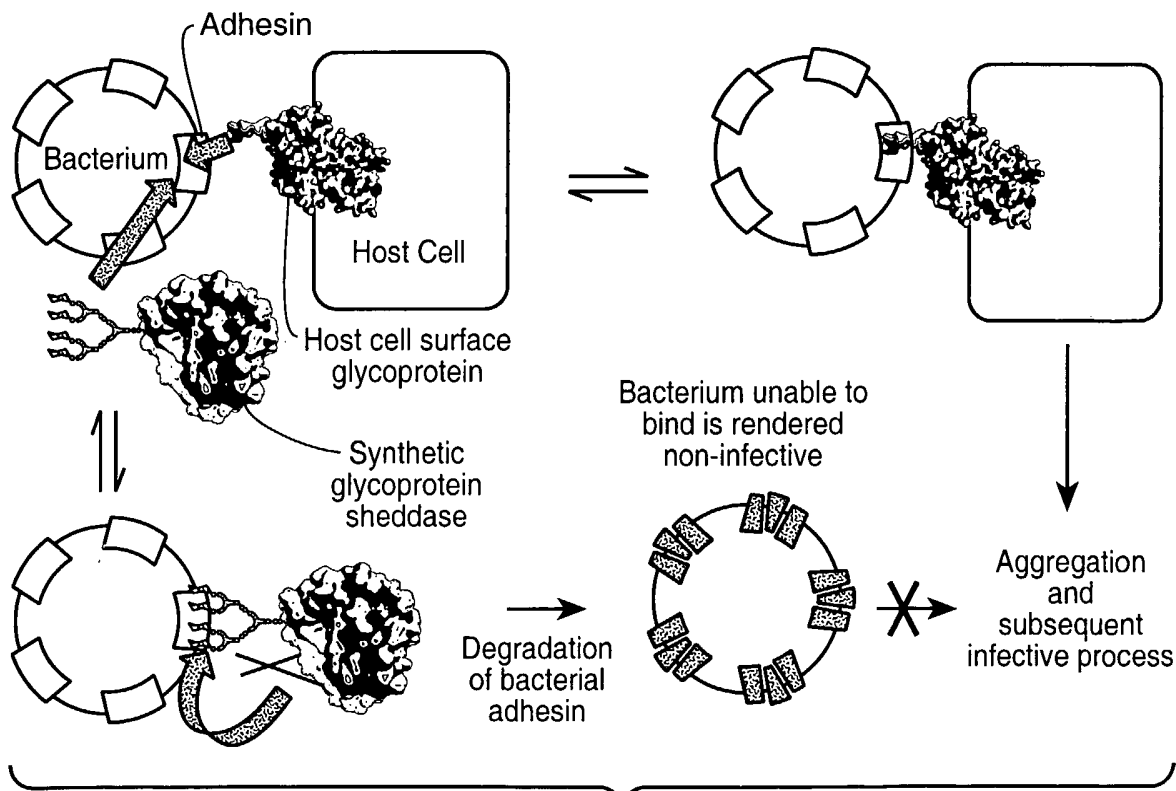 Adhesin
Bacterium
Host Cell
Host cell surface
glycoprotein
Synthetic
glycoprotein
sheddase
Bacterium unable to
bind is rendered
non-infective
Degradation
of bacterial
adhesin
Aggregation
and
subsequent
infective process